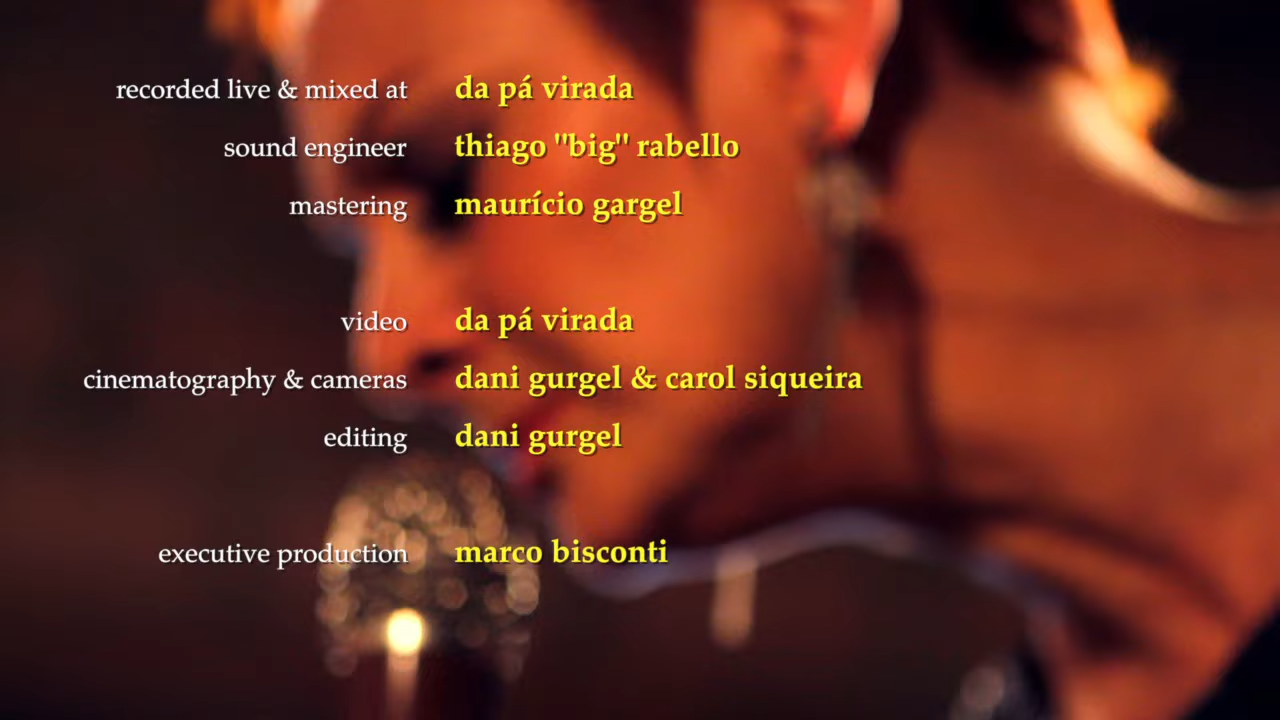 recorded live & mixed at da pá virada
sound engineer thiago "big" rabello
mastering maurício gargel
video da pá virada
cinematography & cameras dani gurgel & carol siqueira
editing dani gurgel
executive production marco bisconti